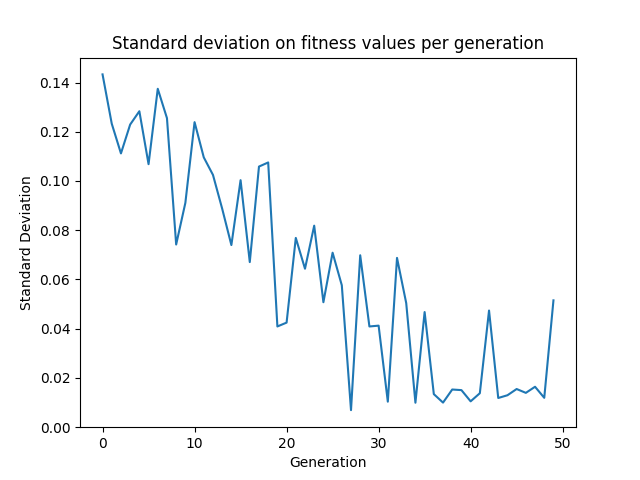 Standard deviation on fitness values per generation
0.14
0.12
0.10
0.08
0.06
0.04
0.02
0.00
Standard Deviation
0 10 20 30 40 50
Generation